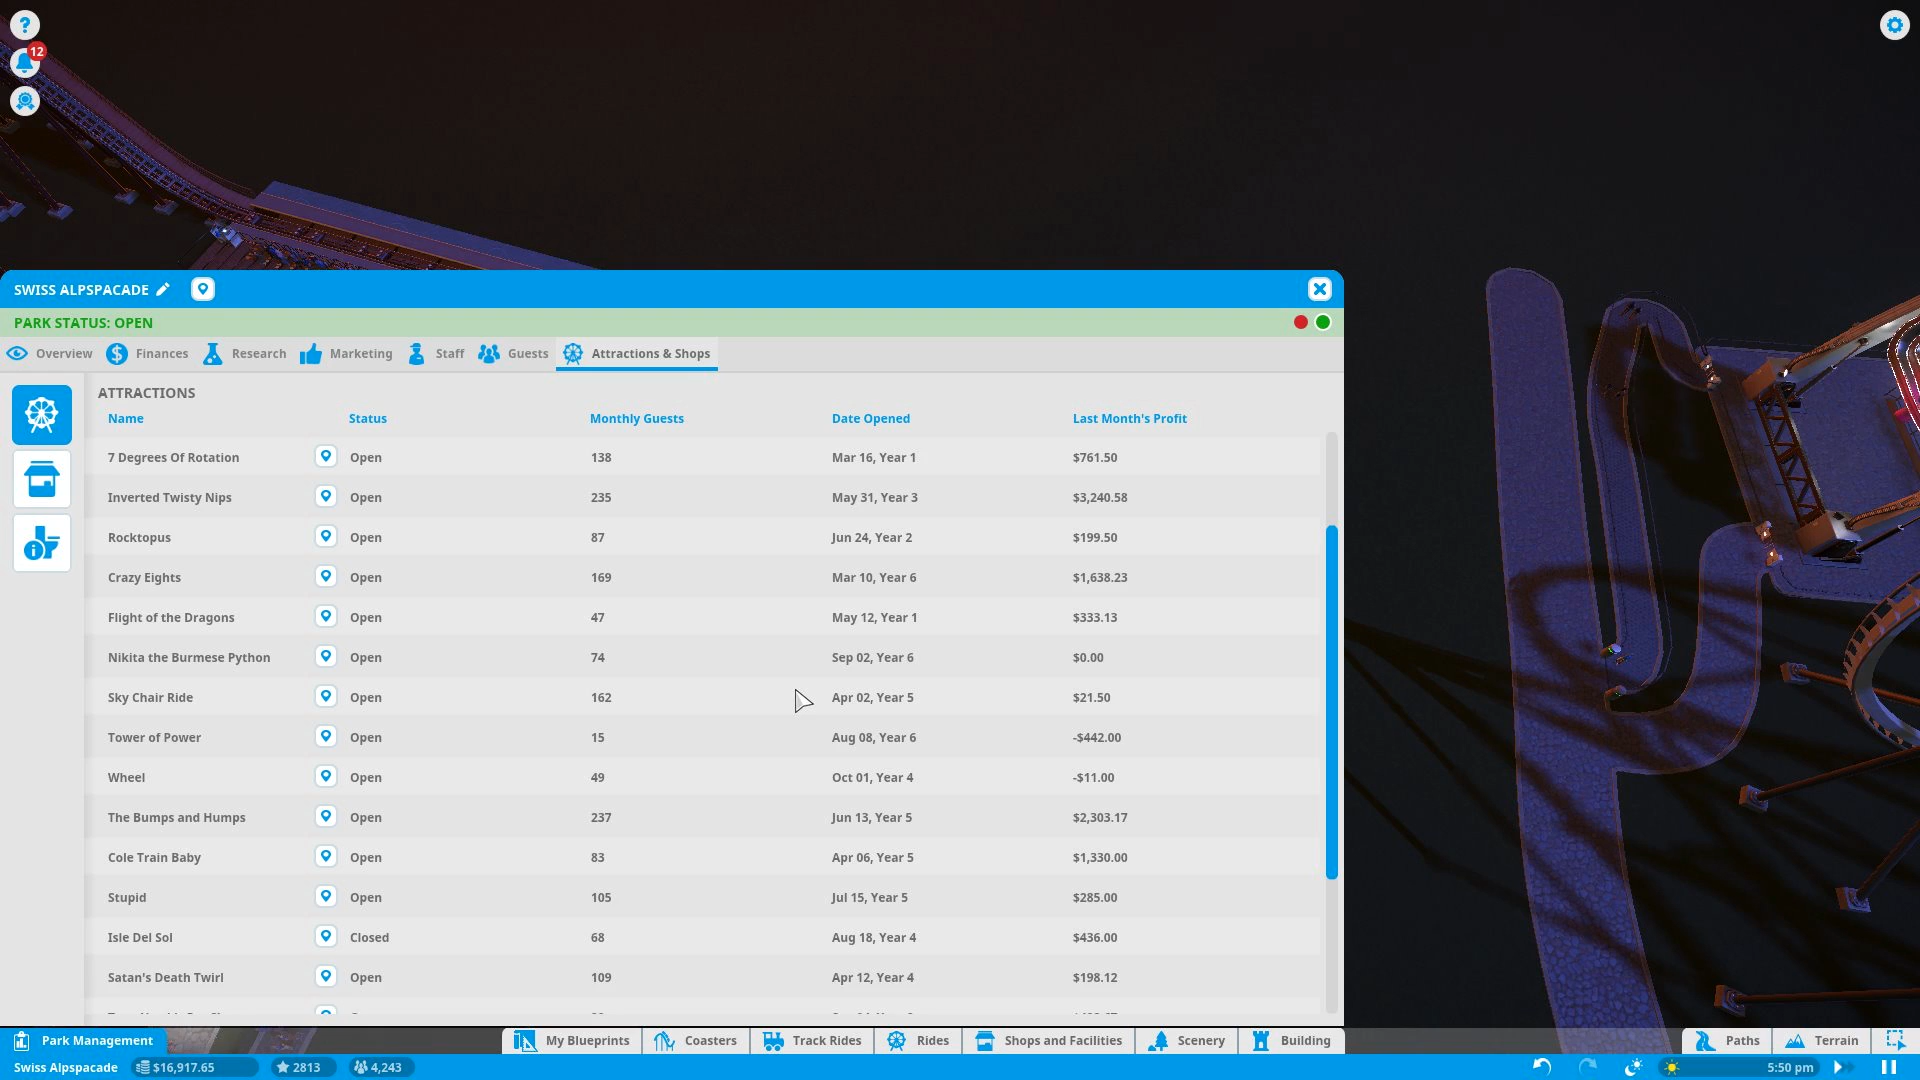 ?
12
SWISS ALPSPACADE
PARK STATUS: OPEN
Overview Finances Research Marketing Staff Guests Attractions & Shops
ATTRACTIONS
Name Status Monthly Guests Date Opened Last Month's Profit
7 Degrees Of Rotation Open 138 Mar 16, Year 1 $761.50
Inverted Twisty Nips Open 235 May 31, Year 3 $3,240.58
Rocktopus Open 87 Jun 24, Year 2 $199.50
Crazy Eights Open 169 Mar 10, Year 6 $1,638.23
Flight of the Dragons Open 47 May 12, Year 1 $333.13
Nikita the Burmese Python Open 74 Sep 02, Year 6 $0.00
Sky Chair Ride Open 162 Apr 02, Year 5 $21.50
Tower of Power Open 15 Aug 08, Year 6 -$442.00
Wheel Open 49 Oct 01, Year 4 -$11.00
The Bumps and Humps Open 237 Jun 13, Year 5 $2,303.17
Cole Train Baby Open 83 Apr 06, Year 5 $1,330.00
Stupid Open 105 Jul 15, Year 5 $285.00
Isle Del Sol Closed 68 Aug 18, Year 4 $436.00
Satan's Death Twirl Open 109 Apr 12, Year 4 $198.12
Park Management My Blueprints Coasters Track Rides Rides Shops and Facilities Scenery Building Paths Terrain
Swiss Alpspacade $16,917.65 2813 4,243 5:50 pm